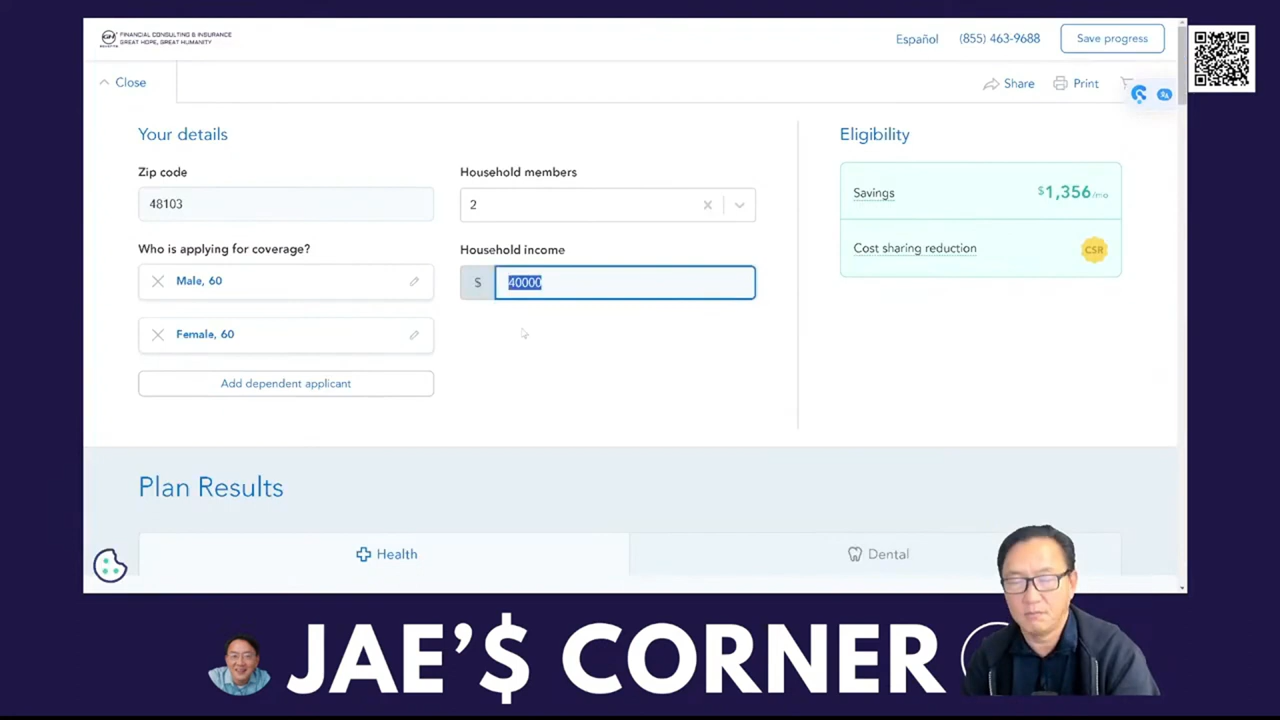 FINANCIAL CONSULTING & INSURANCE
GREAT HOPE, GREAT HUMANITY
Español
(855) 463-9688
Save progress
Close
Share
Print
Your details
Eligibility
Zip code
Household members
48103
2
Savings
$1,356/mo
Who is applying for coverage?
Household income
Cost sharing reduction
CSR
Male, 60
$
40000
Female, 60
Add dependent applicant
Plan Results
Health
Dental
JAE'$ CORNER